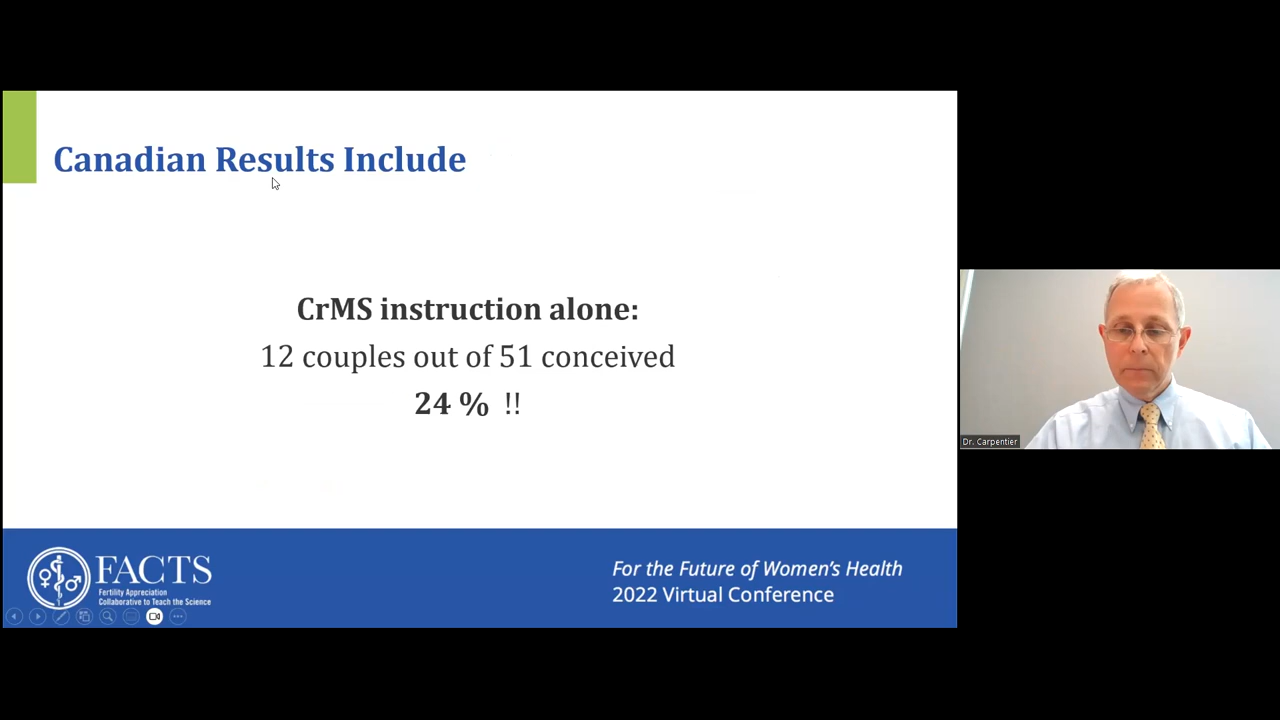 Canadian Results Include
CrMS instruction alone:
12 couples out of 51 conceived
24 % !!
FACTS
Fertility Appreciation
Collaborative to Teach the Science
For the Future of Women's Health
2022 Virtual Conference
Dr. Carpentier